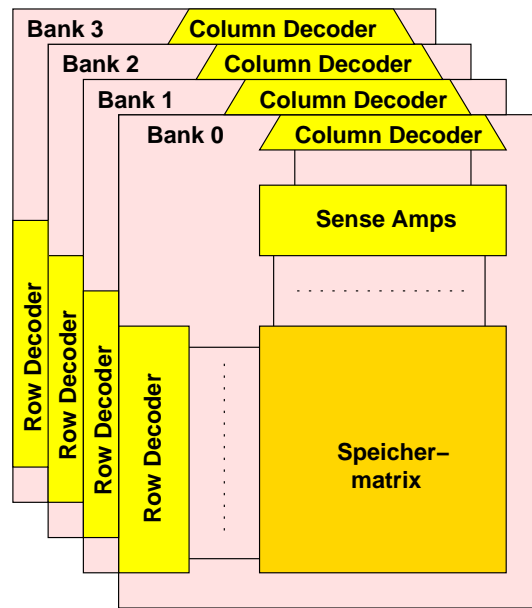 Bank 3
Column Decoder
Bank 2
Column Decoder
Bank 1
Column Decoder
Bank 0
Column Decoder
Sense Amps
Row Decoder
Row Decoder
Row Decoder
Row Decoder
Speicher−
matrix